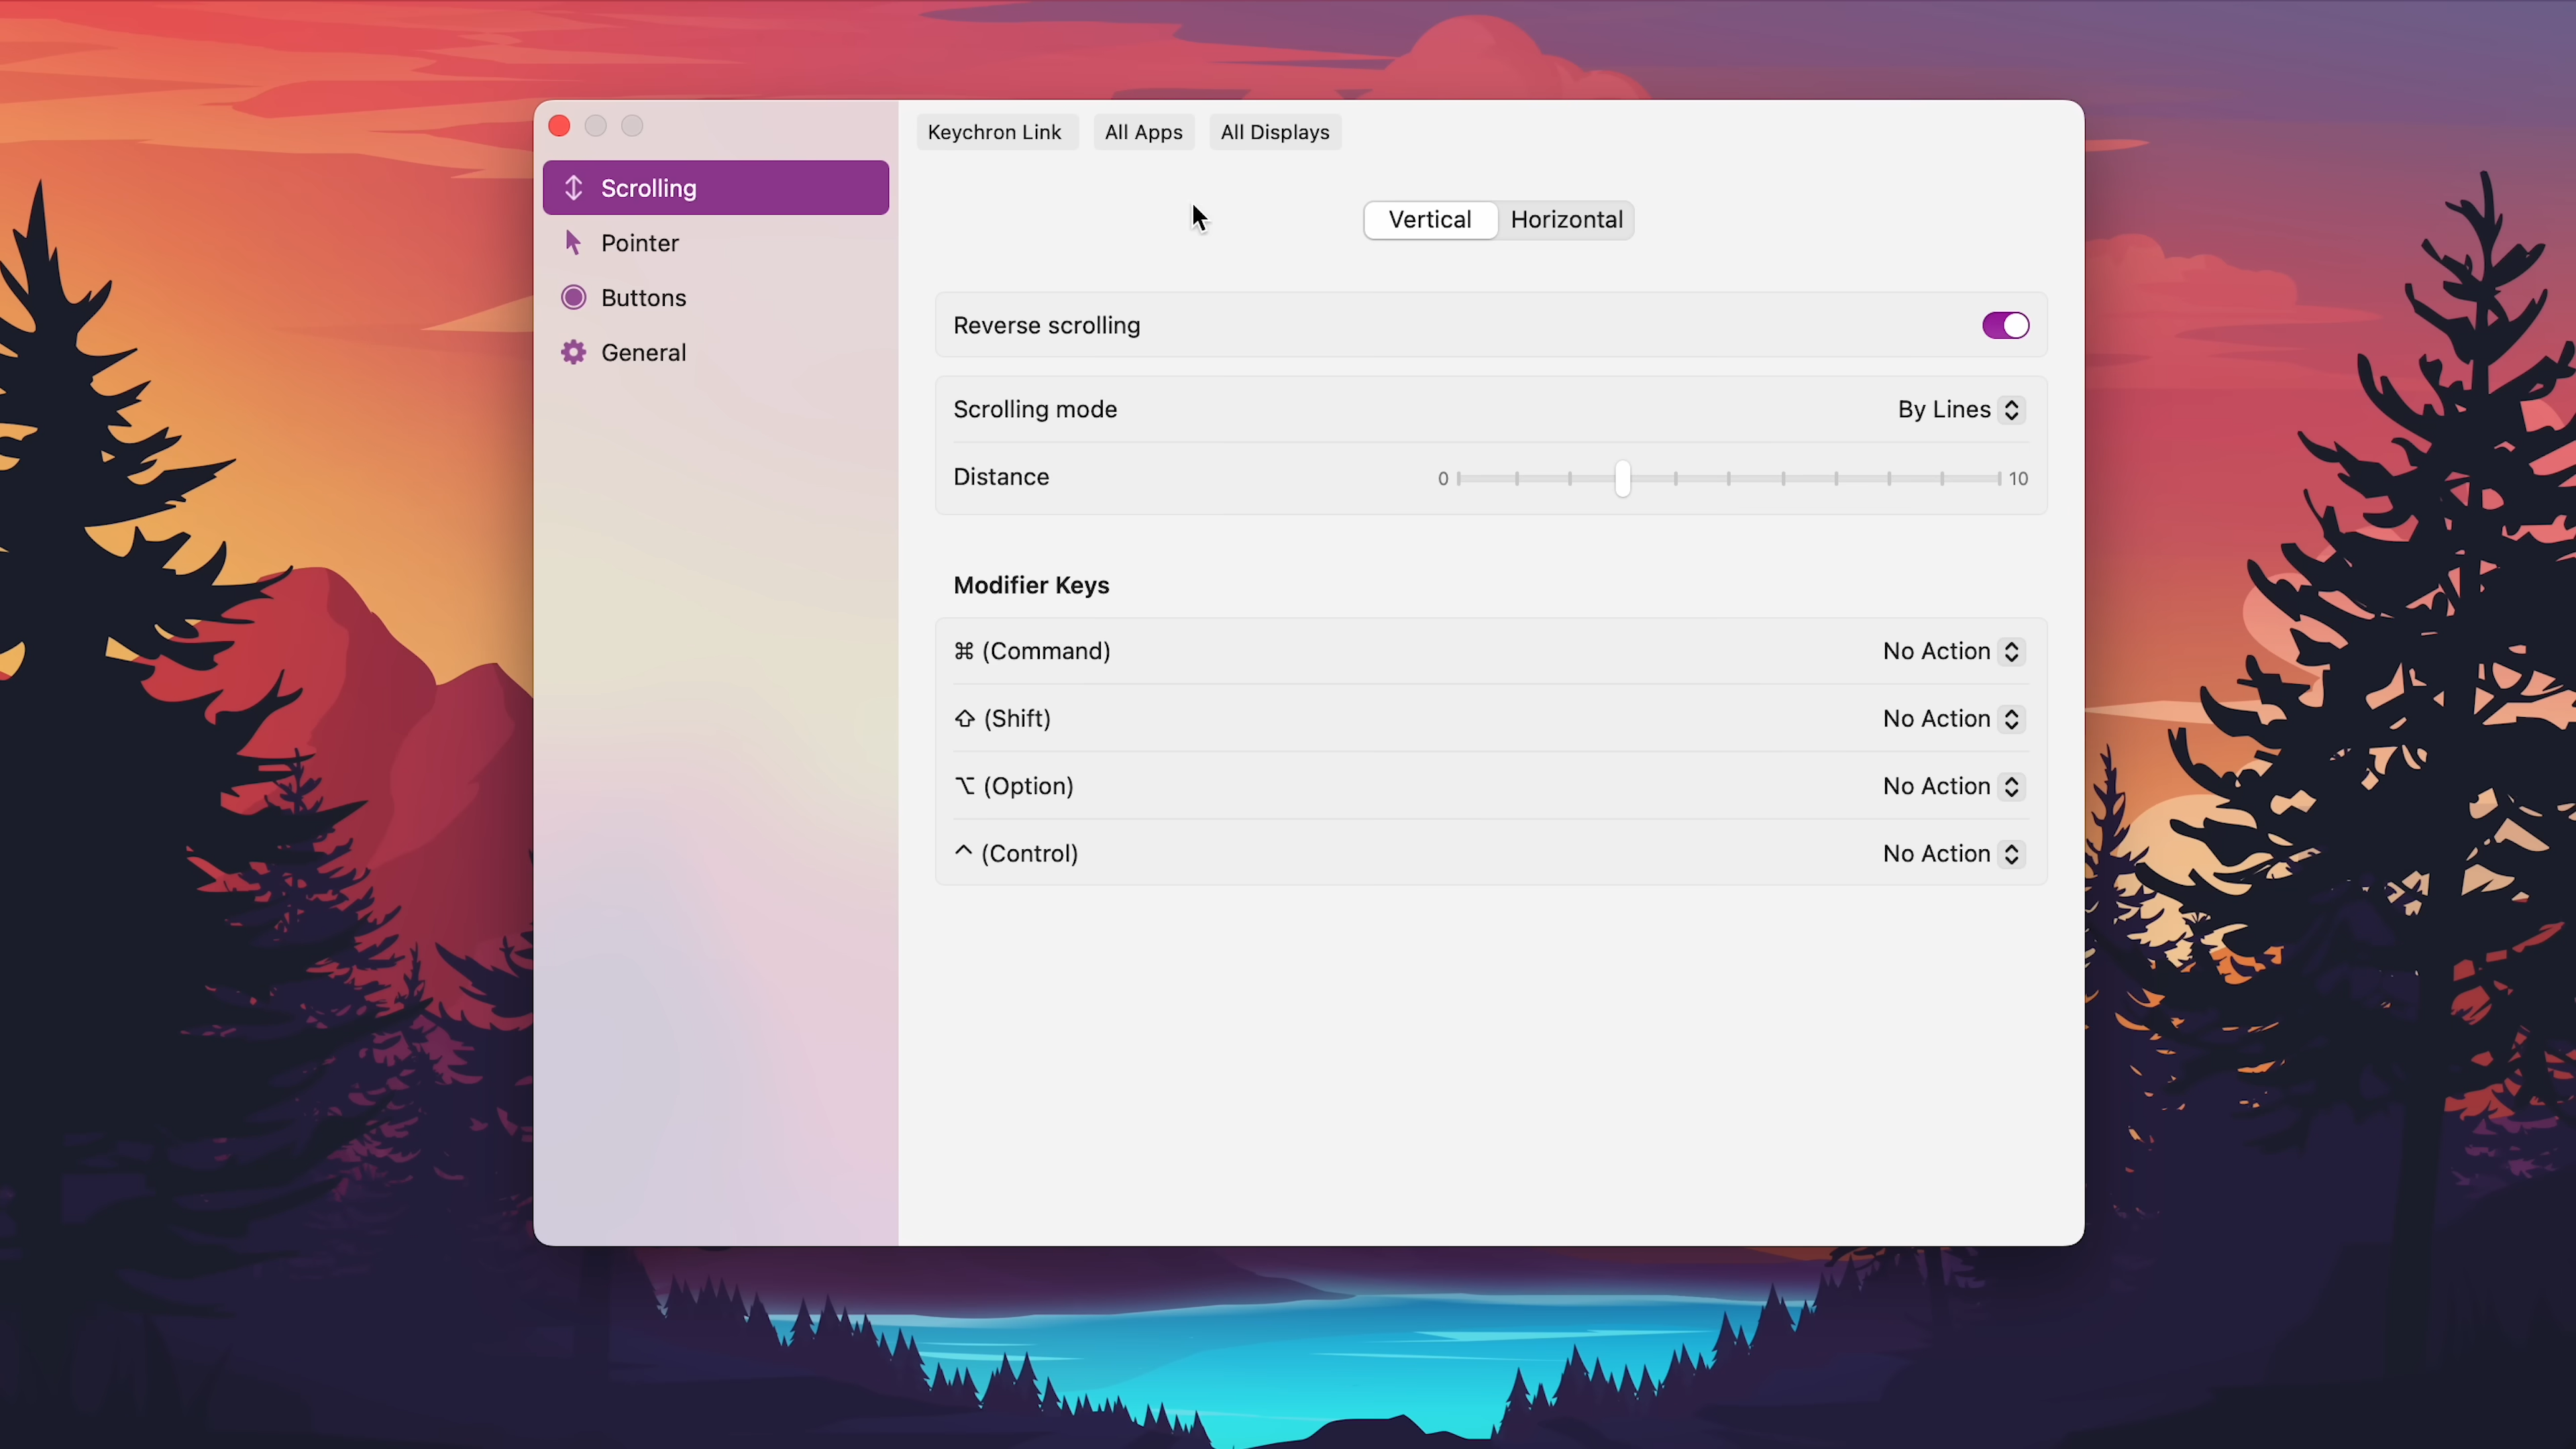 Keychron Link All Apps All Displays
Scrolling
Pointer
Buttons
General
Vertical Horizontal
Reverse scrolling
Scrolling mode By Lines
Distance 0 10
Modifier Keys
⌘ (Command) No Action
⇧ (Shift) No Action
⌥ (Option) No Action
⌃ (Control) No Action